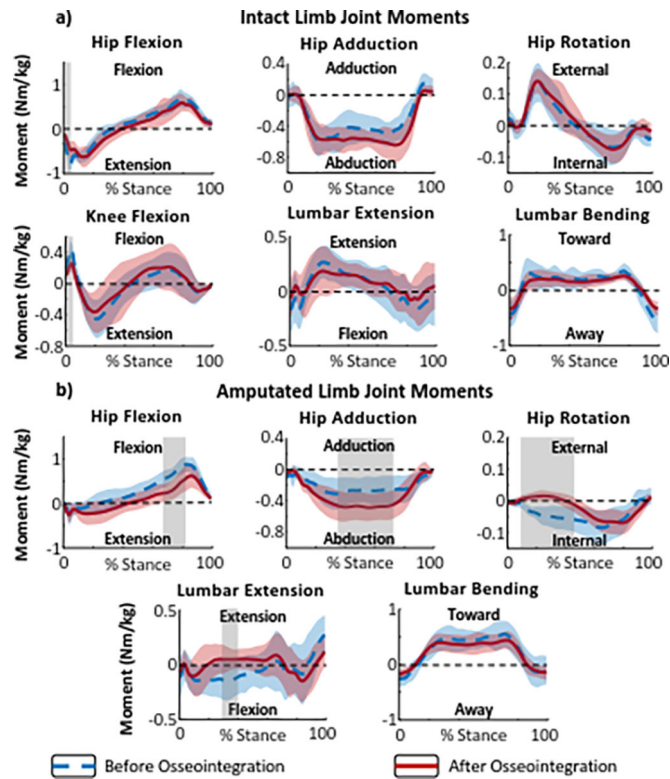 a) Intact Limb Joint Moments
Hip Flexion Hip Adduction Hip Rotation
Moment (Nm/kg)
1 0 -1
Flexion
Extension
0 % Stance 100
0.4 0 -0.4 -0.8
Adduction
Abduction
0 % Stance 100
0.2 0.1 0 -0.1
External
Internal
0 % Stance 100
Knee Flexion Lumbar Extension Lumbar Bending
Moment (Nm/kg)
0.4 0 -0.4 -0.8
Flexion
Extension
0 % Stance 100
0.5 0 -0.5
Extension
Flexion
0 % Stance 100
1 0 -1
Toward
Away
0 % Stance 100
b) Amputated Limb Joint Moments
Hip Flexion Hip Adduction Hip Rotation
Moment (Nm/kg)
1 0 -1
Flexion
Extension
0 % Stance 100
0.4 0 -0.4 -0.8
Adduction
Abduction
0 % Stance 100
0.2 0.1 0 -0.1
External
Internal
0 % Stance 100
Lumbar Extension Lumbar Bending
Moment (Nm/kg)
0.5 0 -0.5
Extension
Flexion
0 % Stance 100
1 0 -1
Toward
Away
0 % Stance 100
Before Osseointegration After Osseointegration